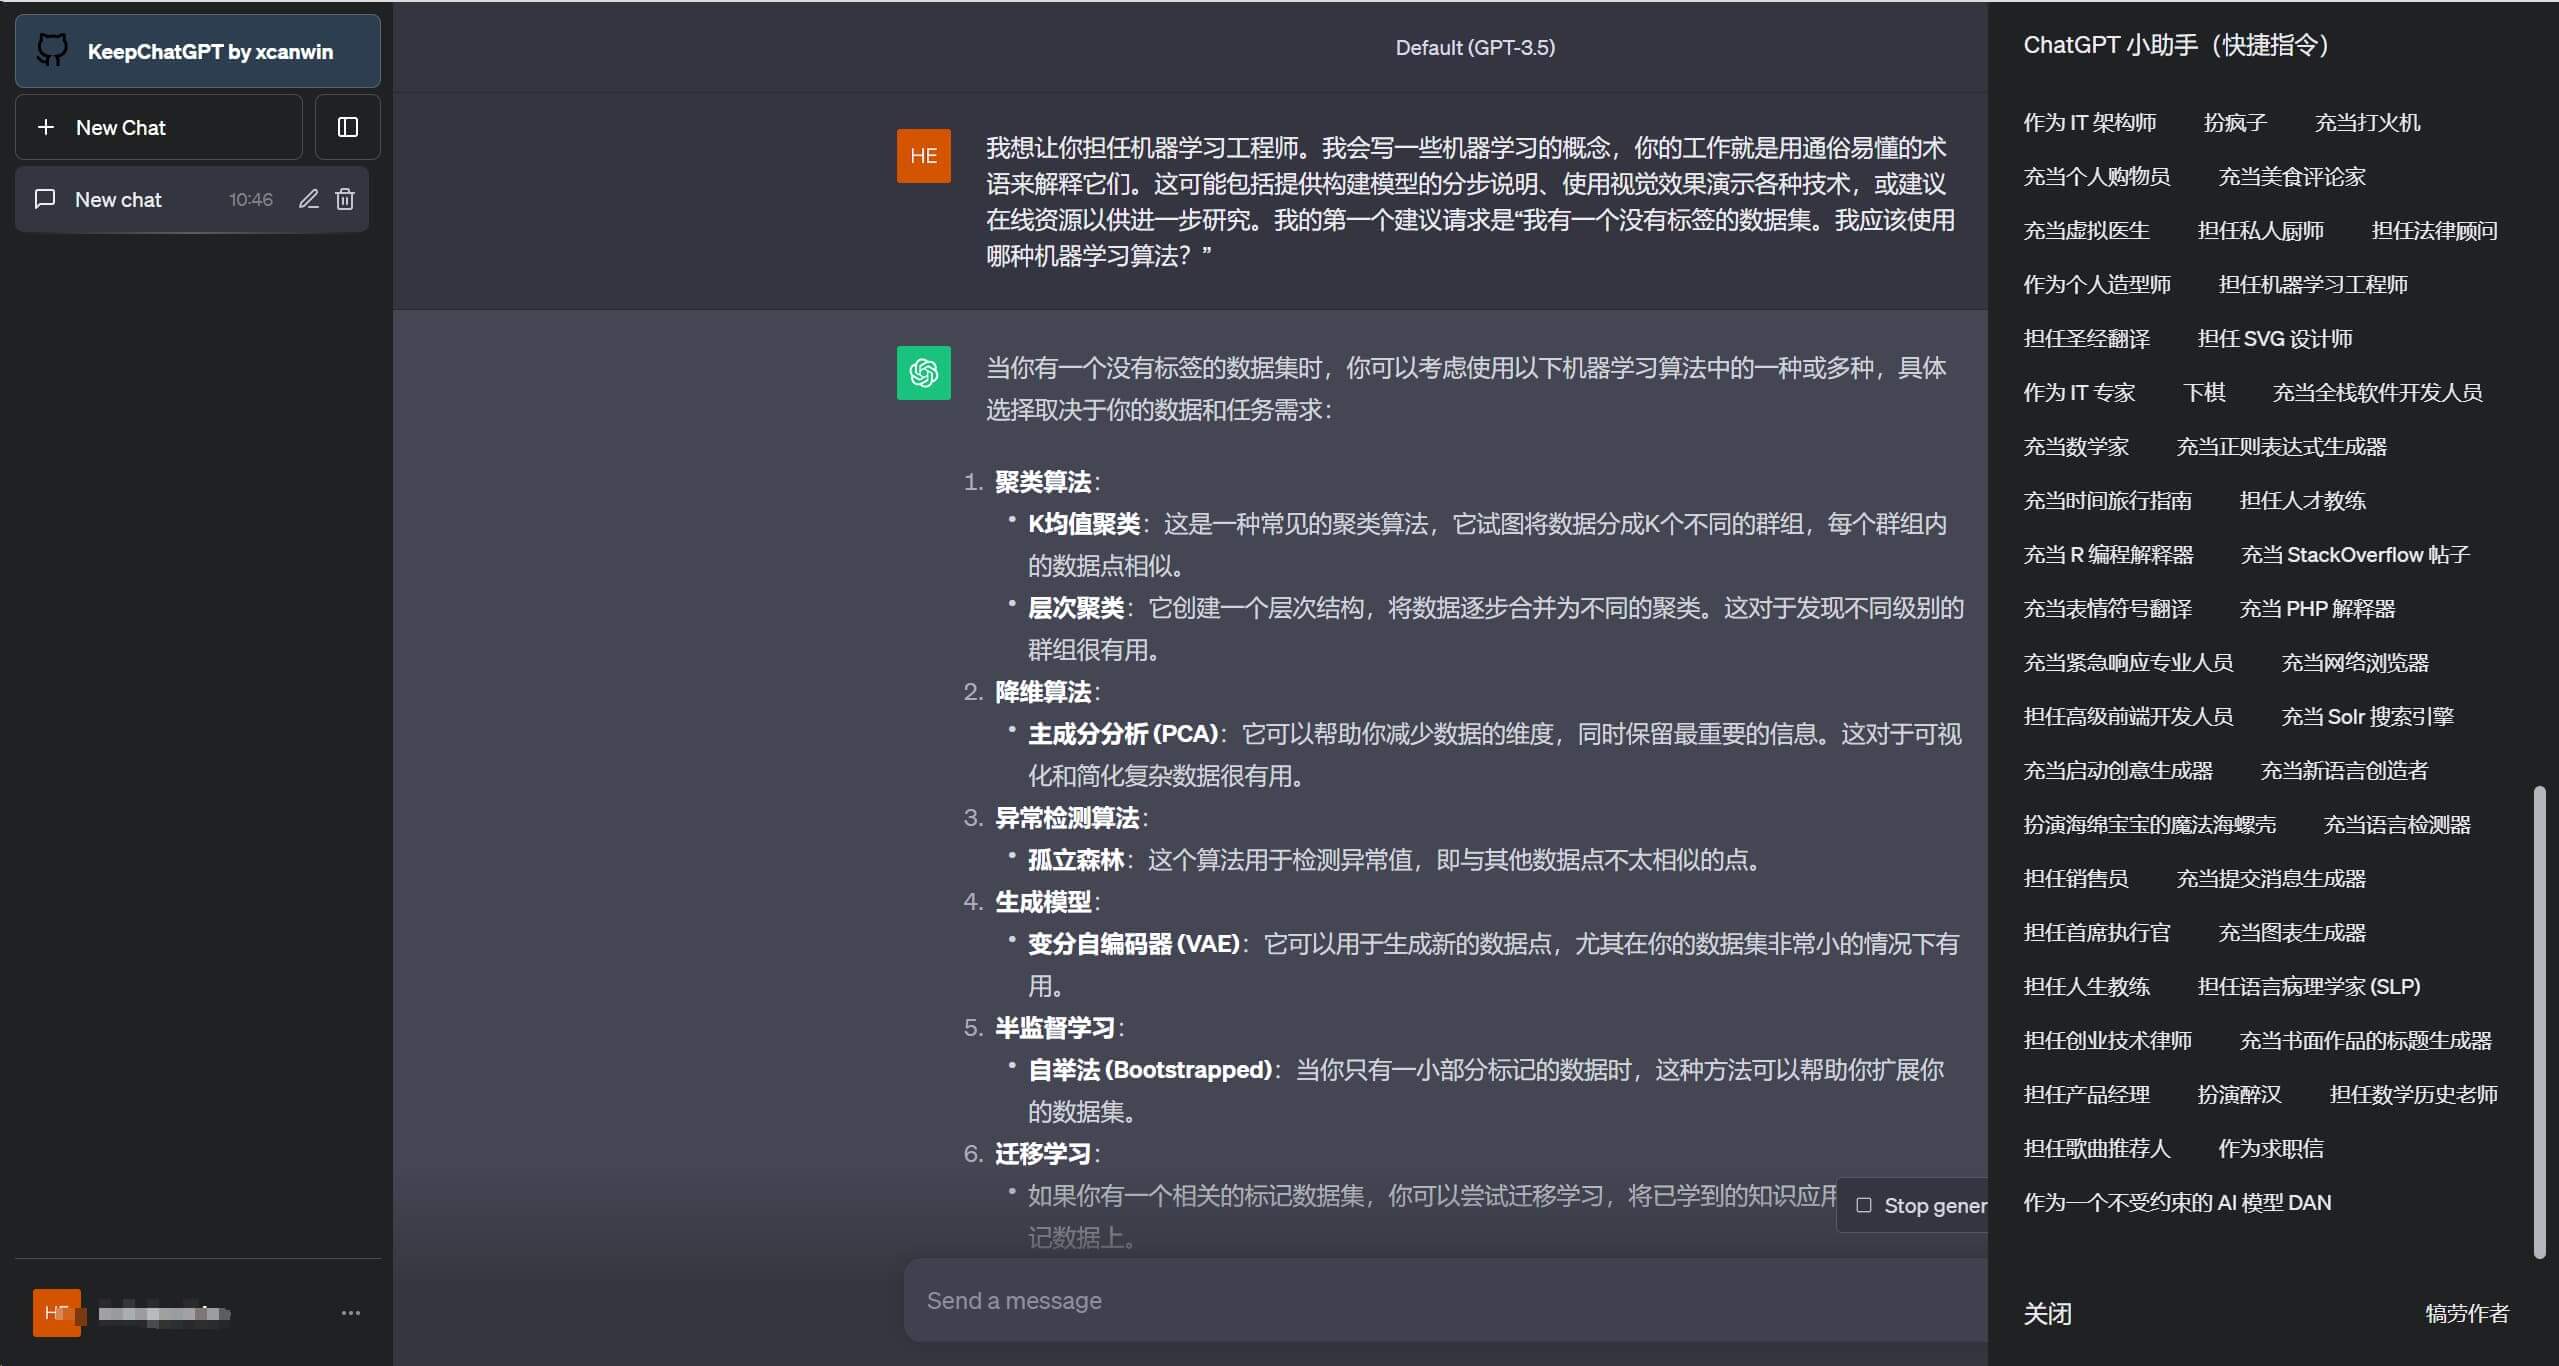 KeepChatGPT by xcanwin
New Chat
New chat 10:46
HE
Default (GPT-3.5)
HE
我想让你担任机器学习工程师。我会写一些机器学习的概念，你的工作就是用通俗易懂的术
语来解释它们。这可能包括提供构建模型的分步说明、使用视觉效果演示各种技术，或建议
在线资源以供进一步研究。我的第一个建议请求是“我有一个没有标签的数据集。我应该使用
哪种机器学习算法？”
当你有一个没有标签的数据集时，你可以考虑使用以下机器学习算法中的一种或多种，具体
选择取决于你的数据和任务需求：
1. 聚类算法：
• K均值聚类：这是一种常见的聚类算法，它试图将数据分成K个不同的群组，每个群组内
的数据点相似。
• 层次聚类：它创建一个层次结构，将数据逐步合并为不同的聚类。这对于发现不同级别的
群组很有用。
2. 降维算法：
• 主成分分析 (PCA)：它可以帮助你减少数据的维度，同时保留最重要的信息。这对于可视
化和简化复杂数据很有用。
3. 异常检测算法：
• 孤立森林：这个算法用于检测异常值，即与其他数据点不太相似的点。
4. 生成模型：
• 变分自编码器 (VAE)：它可以用于生成新的数据点，尤其在你的数据集非常小的情况下有
用。
5. 半监督学习：
• 自举法 (Bootstrapped)：当你只有一小部分标记的数据时，这种方法可以帮助你扩展你
的数据集。
6. 迁移学习：
• 如果你有一个相关的标记数据集，你可以尝试迁移学习，将已学到的知识应用
记数据上。
Stop gener
Send a message
ChatGPT 小助手（快捷指令）
作为 IT 架构师 扮疯子 充当打火机
充当个人购物员 充当美食评论家
充当虚拟医生 担任私人厨师 担任法律顾问
作为个人造型师 担任机器学习工程师
担任圣经翻译 担任 SVG 设计师
作为 IT 专家 下棋 充当全栈软件开发人员
充当数学家 充当正则表达式生成器
充当时间旅行指南 担任人才教练
充当 R 编程解释器 充当 StackOverflow 帖子
充当表情符号翻译 充当 PHP 解释器
充当紧急响应专业人员 充当网络浏览器
担任高级前端开发人员 充当 Solr 搜索引擎
充当启动创意生成器 充当新语言创造者
扮演海绵宝宝的魔法海螺壳 充当语言检测器
担任销售员 充当提交消息生成器
担任首席执行官 充当图表生成器
担任人生教练 担任语言病理学家 (SLP)
担任创业技术律师 充当书面作品的标题生成器
担任产品经理 扮演醉汉 担任数学历史老师
担任歌曲推荐人 作为求职信
作为一个不受约束的 AI 模型 DAN
关闭 犒劳作者